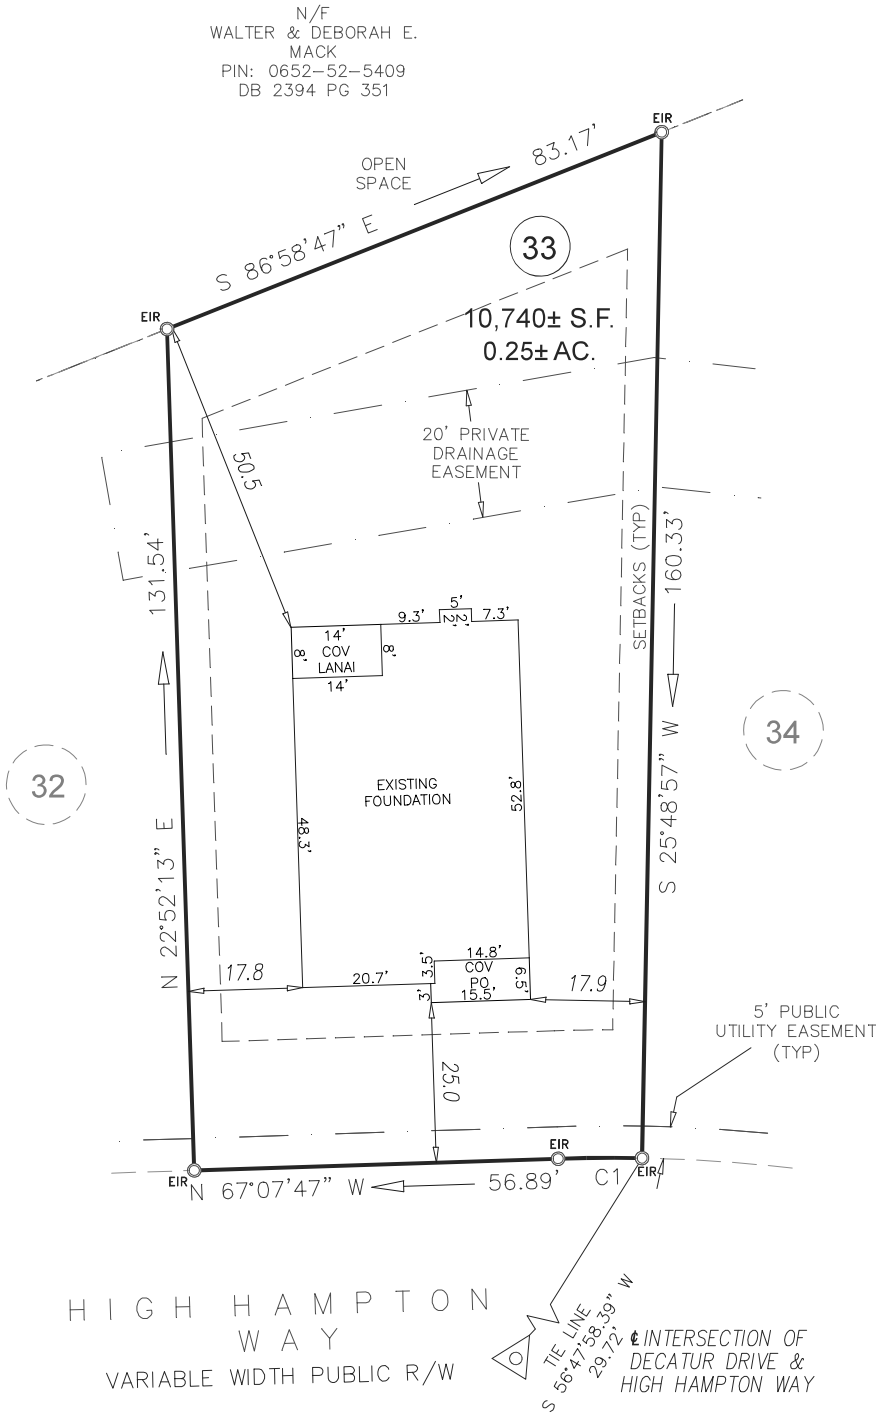 N/F
WALTER & DEBORAH E.
MACK
PIN: 0652-52-5409
DB 2394 PG 351
EIR
83.17'
OPEN
SPACE
S 86°58'47" E
33
EIR
10,740± S.F.
0.25± AC.
20' PRIVATE
DRAINAGE
EASEMENT
50.5
131.54'
SETBACKS (TYP)
160.33'
5'
9.3'
2'
2'
7.3'
14'
8'
COV
LANAI
8'
14'
34
32
EXISTING
FOUNDATION
52.8'
48.3'
S 25°48'57" W
N 22°52'13" E
14.8'
17.8
20.7'
3.5'
COV
PO
6.5'
3'
15.5'
17.9
5' PUBLIC
UTILITY EASEMENT
(TYP)
25.0
EIR
EIR
EIR
N 67°07'47" W
56.89'
C1
HIGH HAMPTON
WAY
VARIABLE WIDTH PUBLIC R/W
TIE LINE
S 56°47'58.39" W
29.72'
℄ INTERSECTION OF
DECATUR DRIVE &
HIGH HAMPTON WAY